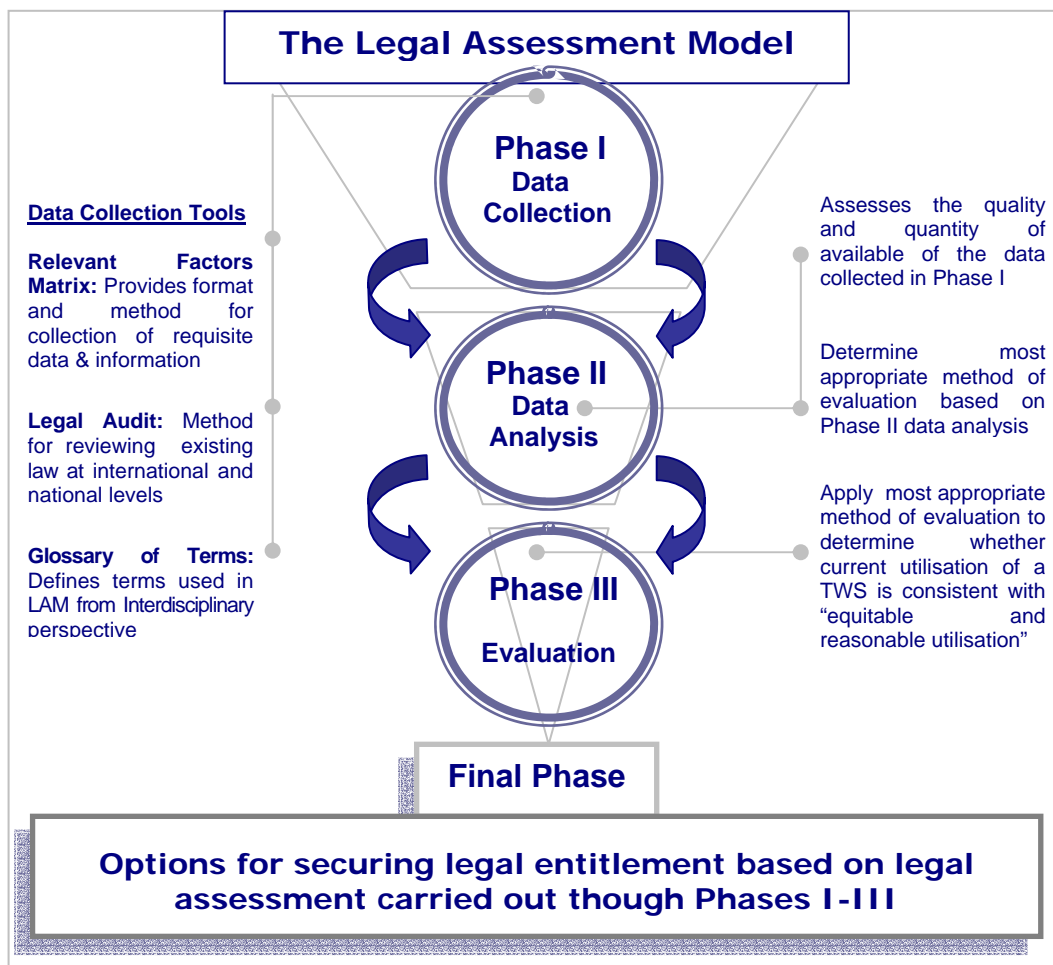 The Legal Assessment Model
Phase I
Data
Collection
Data Collection Tools
Relevant Factors
Matrix: Provides format
and method for
collection of requisite
data & information
Legal Audit: Method
for reviewing existing
law at international and
national levels
Glossary of Terms:
Defines terms used in
LAM from Interdisciplinary
perspective
Phase II
Data
Analysis
Assesses the quality
and quantity of
available of the data
collected in Phase I
Determine most
appropriate method of
evaluation based on
Phase II data analysis
Phase III
Evaluation
Apply most appropriate
method of evaluation to
determine whether
current utilisation of a
TWS is consistent with
“equitable and
reasonable utilisation”
Final Phase
Options for securing legal entitlement based on legal
assessment carried out though Phases I-III